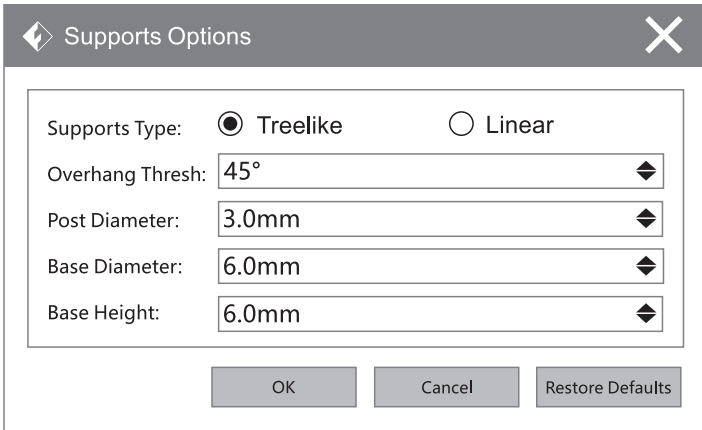 Supports Options
Supports Type: Treelike Linear
Overhang Thresh: 45°
Post Diameter: 3.0mm
Base Diameter: 6.0mm
Base Height: 6.0mm
OK Cancel Restore Defaults